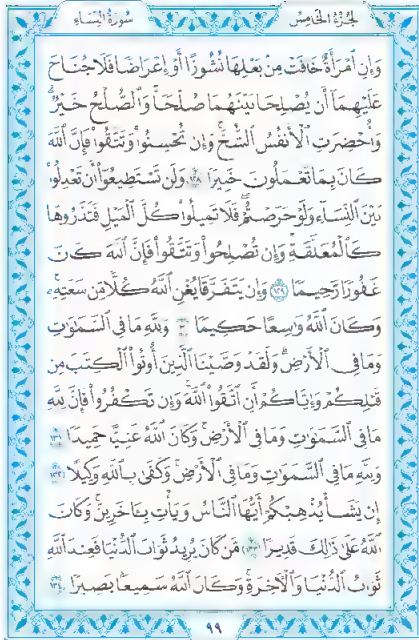 الجزء الخامس
سورة النساء
وَإِنِ ٱمْرَأَةٌ خَافَتْ مِنۢ بَعْلِهَا نُشُوزًا أَوْ إِعْرَاضًا فَلَا جُنَاحَ
عَلَيْهِمَآ أَن يُصْلِحَا بَيْنَهُمَا صُلْحًا ۚ وَٱلصُّلْحُ خَيْرٌ ۗ
وَأُحْضِرَتِ ٱلْأَنفُسُ ٱلشُّحَّ ۚ وَإِن تُحْسِنُوا۟ وَتَتَّقُوا۟ فَإِنَّ ٱللَّهَ
كَانَ بِمَا تَعْمَلُونَ خَبِيرًا ١٢٨ وَلَن تَسْتَطِيعُوٓا۟ أَن تَعْدِلُوا۟
بَيْنَ ٱلنِّسَآءِ وَلَوْ حَرَصْتُمْ ۖ فَلَا تَمِيلُوا۟ كُلَّ ٱلْمَيْلِ فَتَذَرُوهَا
كَٱلْمُعَلَّقَةِ ۚ وَإِن تُصْلِحُوا۟ وَتَتَّقُوا۟ فَإِنَّ ٱللَّهَ كَانَ
غَفُورًا رَّحِيمًا ١٢٩ وَإِن يَتَفَرَّقَا يُغْنِ ٱللَّهُ كُلًّا مِّن سَعَتِهِۦ ۚ
وَكَانَ ٱللَّهُ وَٰسِعًا حَكِيمًا ١٣٠ وَلِلَّهِ مَا فِى ٱلسَّمَٰوَٰتِ
وَمَا فِى ٱلْأَرْضِ ۗ وَلَقَدْ وَصَّيْنَا ٱلَّذِينَ أُوتُوا۟ ٱلْكِتَٰبَ مِن
قَبْلِكُمْ وَإِيَّاكُمْ أَنِ ٱتَّقُوا۟ ٱللَّهَ ۚ وَإِن تَكْفُرُوا۟ فَإِنَّ لِلَّهِ
مَا فِى ٱلسَّمَٰوَٰتِ وَمَا فِى ٱلْأَرْضِ ۚ وَكَانَ ٱللَّهُ غَنِيًّا حَمِيدًا ١٣١
وَلِلَّهِ مَا فِى ٱلسَّمَٰوَٰتِ وَمَا فِى ٱلْأَرْضِ ۚ وَكَفَىٰ بِٱللَّهِ وَكِيلًا ١٣٢
إِن يَشَأْ يُذْهِبْكُمْ أَيُّهَا ٱلنَّاسُ وَيَأْتِ بِـَٔاخَرِينَ ۚ وَكَانَ
ٱللَّهُ عَلَىٰ ذَٰلِكَ قَدِيرًا ١٣٣ مَّن كَانَ يُرِيدُ ثَوَابَ ٱلدُّنْيَا فَعِندَ ٱللَّهِ
ثَوَابُ ٱلدُّنْيَا وَٱلْـَٔاخِرَةِ ۚ وَكَانَ ٱللَّهُ سَمِيعًۢا بَصِيرًا ١٣٤
٩٩